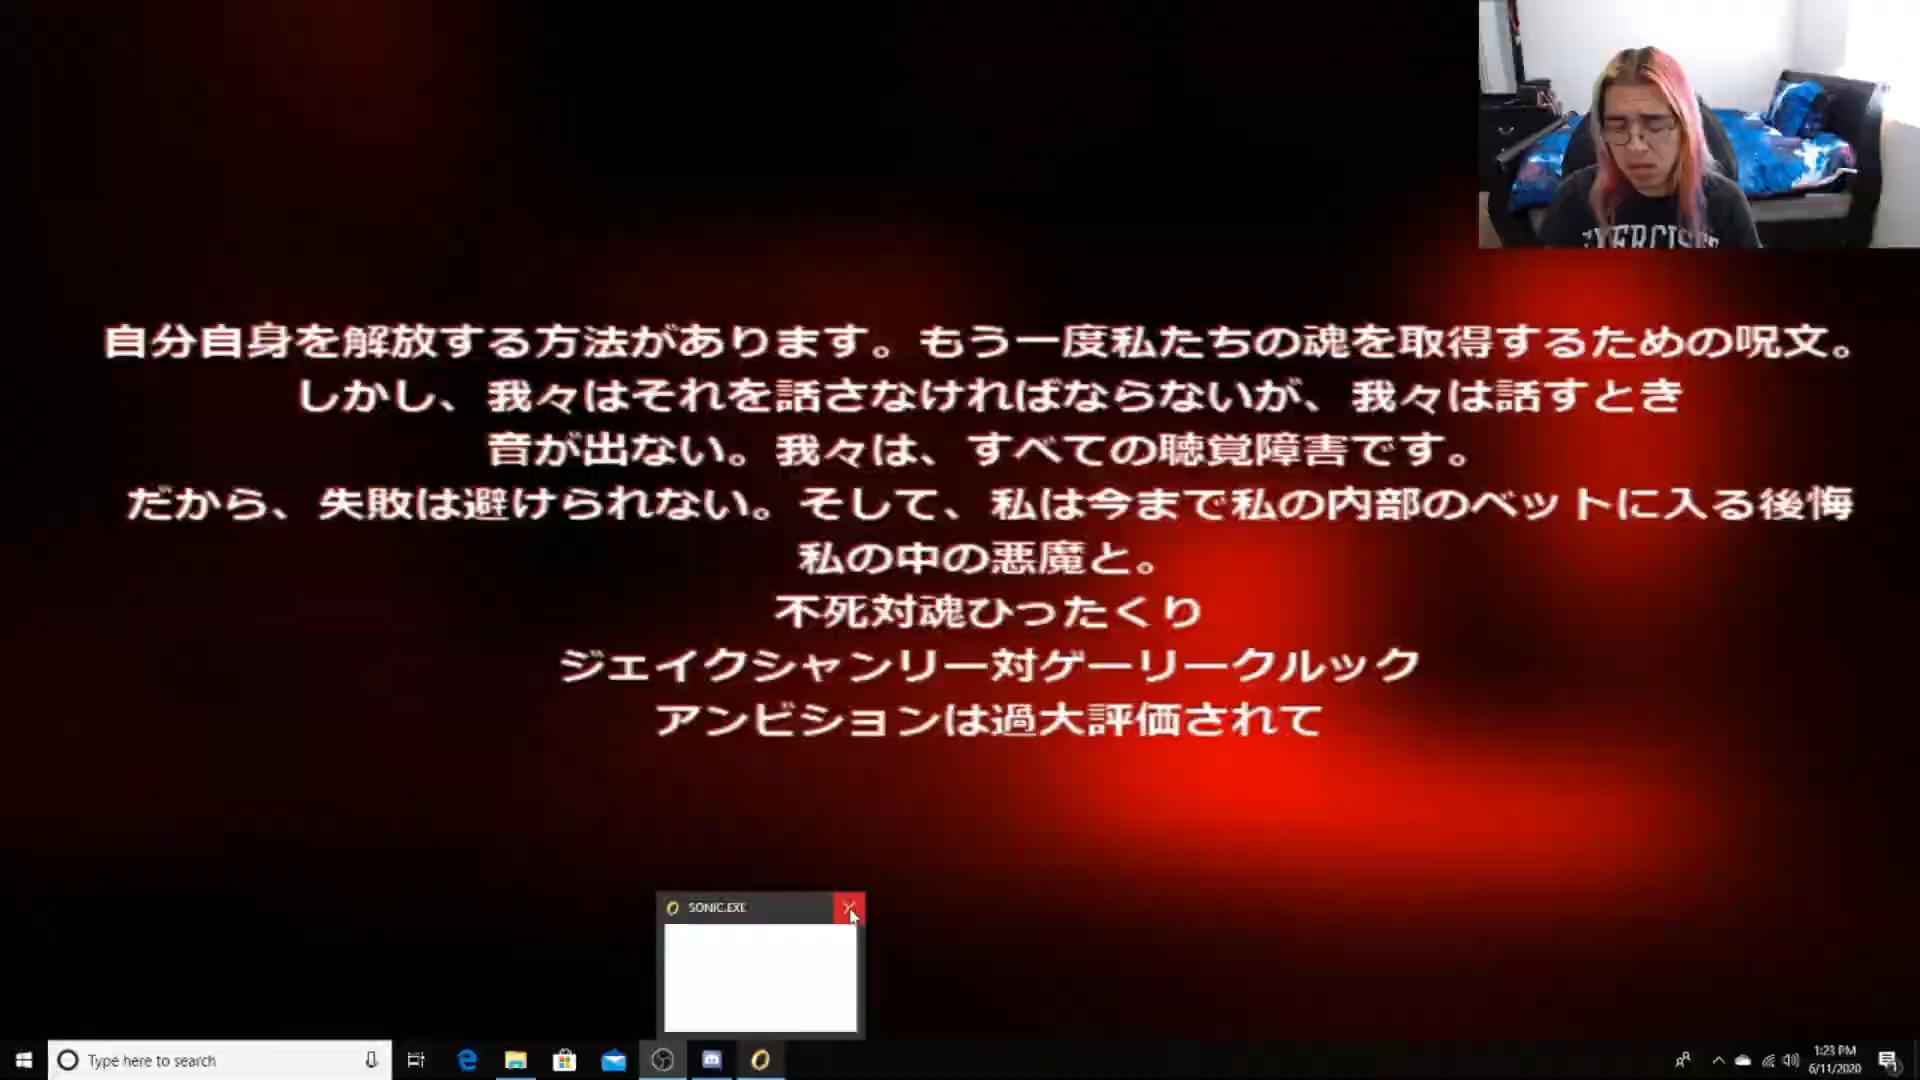 自分自身を解放する方法があります。もう一度私たちの魂を取得するための呪文。
しかし、我々はそれを話さなければならないが、我々は話すとき
音が出ない。我々は、すべての聴覚障害です。
だから、失敗は避けられない。そして、私は今まで私の内部のベットに入る後悔
私の中の悪魔と。
不死対魂ひったくり
ジェイクシャンリー対ゲーリークルック
アンビションは過大評価されて
SONIC.EXE
Type here to search
1:23 PM
6/11/2020